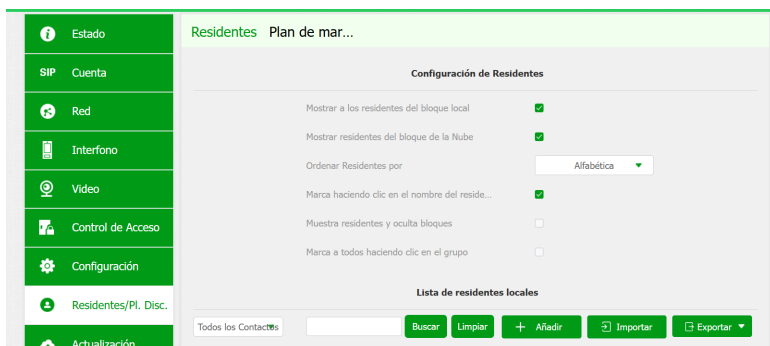 Estado
SIP Cuenta
Red
Interfono
Video
Control de Acceso
Configuración
Residentes/Pl. Disc.
Actualización
Residentes Plan de mar...
Configuración de Residentes
Mostrar a los residentes del bloque local
Mostrar residentes del bloque de la Nube
Ordenar Residentes por Alfabética
Marca haciendo clic en el nombre del reside...
Muestra residentes y oculta bloques
Marca a todos haciendo clic en el grupo
Lista de residentes locales
Todos los Contactos Buscar Limpiar + Añadir Importar Exportar